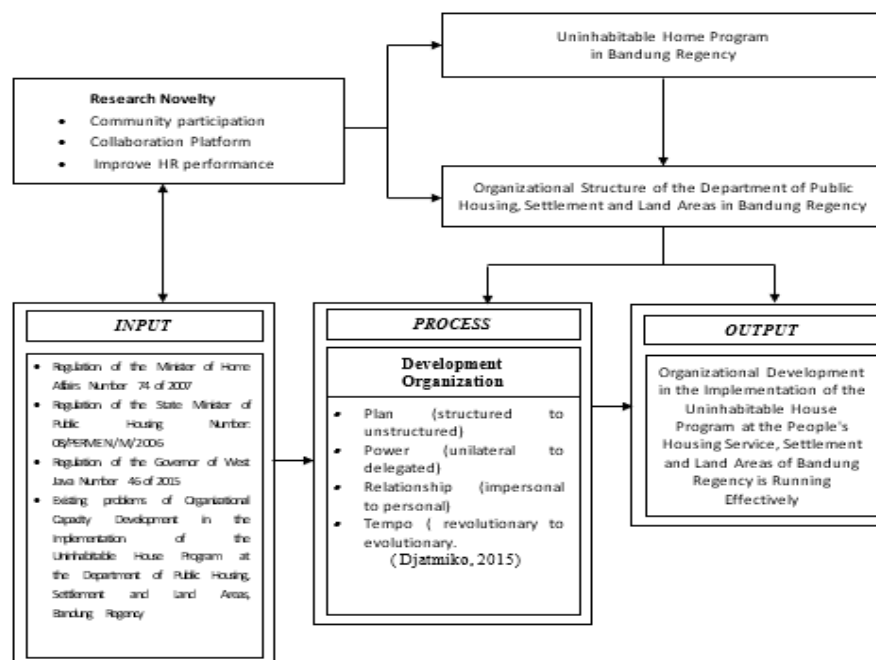 Uninhabitable Home Program
in Bandung Regency
Research Novelty
• Community participation
• Collaboration Platform
• Improve HR performance
Organizational Structure of the Department of Public
Housing, Settlement and Land Areas in Bandung Regency
INPUT
• Regulation of the Minister of Home
Affairs Number 74 of 2007
• Regulation of the State Minister of
Public Housing Number:
08/PERMEN/M/2006
• Regulation of the Governor of West
Java Number 46 of 2015
• Existing problems of Organizational
Capacity Development in the
Implementation of the
Uninhabitable House Program at
the Department of Public Housing,
Settlement and Land Areas,
Bandung Regency
PROCESS
Development
Organization
• Plan (structured to
unstructured)
• Power (unilateral to
delegated)
• Relationship (impersonal
to personal)
• Tempo ( revolutionary to
evolutionary.
( Djatmiko, 2015)
OUTPUT
Organizational Development
in the Implementation of the
Uninhabitable House
Program at the People's
Housing Service, Settlement
and Land Areas of Bandung
Regency is Running
Effectively